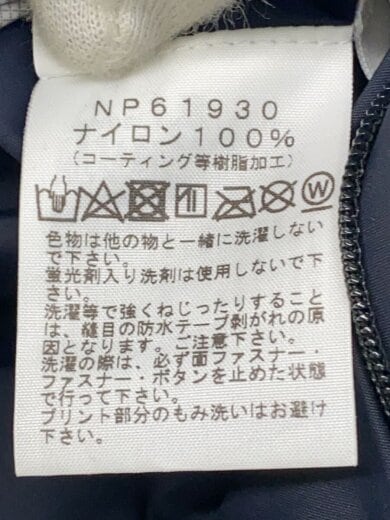 NP61930
ナイロン100%
(コーティング等樹脂加工)
W
色物は他の物と一緒に洗濯しない
で下さい。
蛍光剤入り洗剤は使用しないで下
さい。
洗濯等で強くねじったりすること
は、縫目の防水テープ剥がれの原
因となります。ご注意下さい。
洗濯の際は、必ず面ファスナー・
ファスナー・ボタンを止めた状態
で行って下さい。
プリント部分のもみ洗いはお避け
下さい。